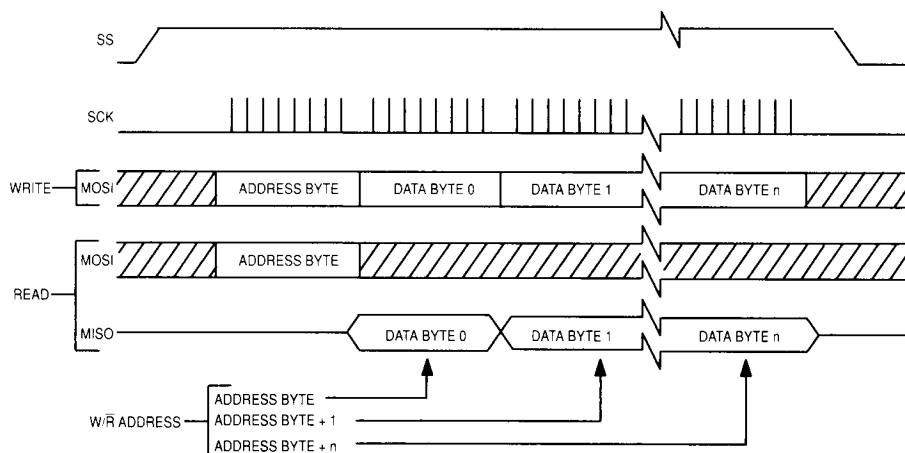 SS
SCK
WRITE
MOSI
ADDRESS BYTE
DATA BYTE 0
DATA BYTE 1
DATA BYTE n
READ
MOSI
ADDRESS BYTE
MISO
DATA BYTE 0
DATA BYTE 1
DATA BYTE n
W/R̅ ADDRESS
ADDRESS BYTE
ADDRESS BYTE + 1
ADDRESS BYTE + n